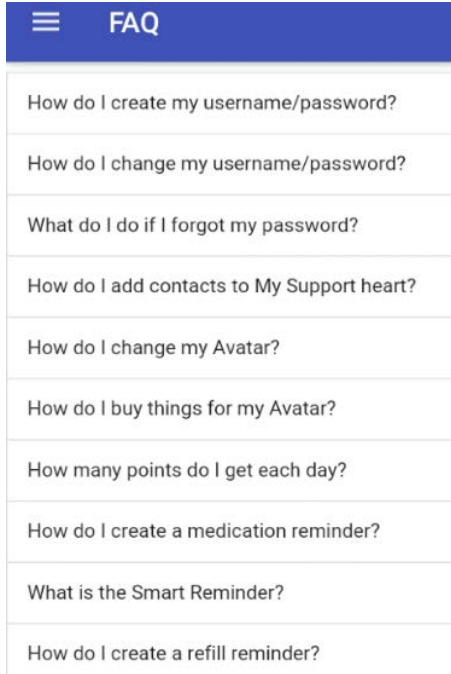 FAQ
How do I create my username/password?
How do I change my username/password?
What do I do if I forgot my password?
How do I add contacts to My Support heart?
How do I change my Avatar?
How do I buy things for my Avatar?
How many points do I get each day?
How do I create a medication reminder?
What is the Smart Reminder?
How do I create a refill reminder?